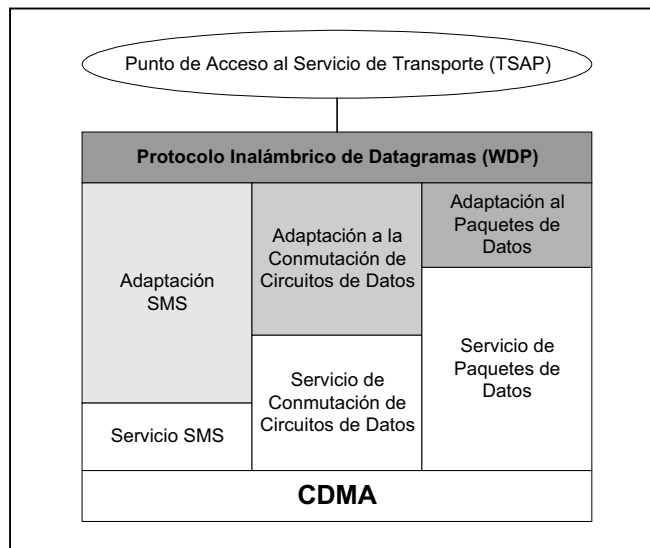 Punto de Acceso al Servicio de Transporte (TSAP)
Protocolo Inalámbrico de Datagramas (WDP)
Adaptación
SMS
Servicio SMS
Adaptación a la
Conmutación de
Circuitos de Datos
Servicio de
Conmutación de
Circuitos de Datos
Adaptación al
Paquetes de
Datos
Servicio de
Paquetes de
Datos
CDMA